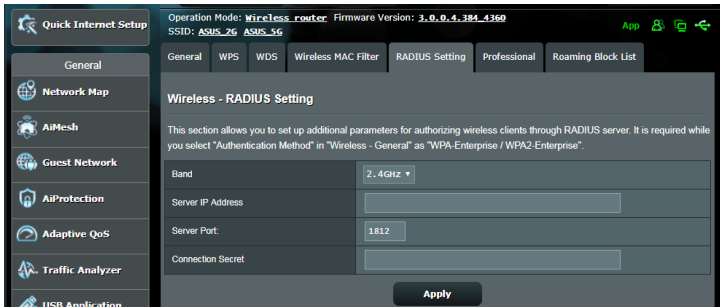 Quick Internet Setup
Operation Mode: Wireless router Firmware Version: 3.0.0.4.384_4360
SSID: ASUS_2G ASUS_5G
App
General
Network Map
AiMesh
Guest Network
AiProtection
Adaptive QoS
Traffic Analyzer
USB Application
General WPS WDS Wireless MAC Filter RADIUS Setting Professional Roaming Block List
Wireless - RADIUS Setting
This section allows you to set up additional parameters for authorizing wireless clients through RADIUS server. It is required while
you select "Authentication Method" in "Wireless - General" as "WPA-Enterprise / WPA2-Enterprise".
Band 2.4GHz
Server IP Address
Server Port: 1812
Connection Secret
Apply